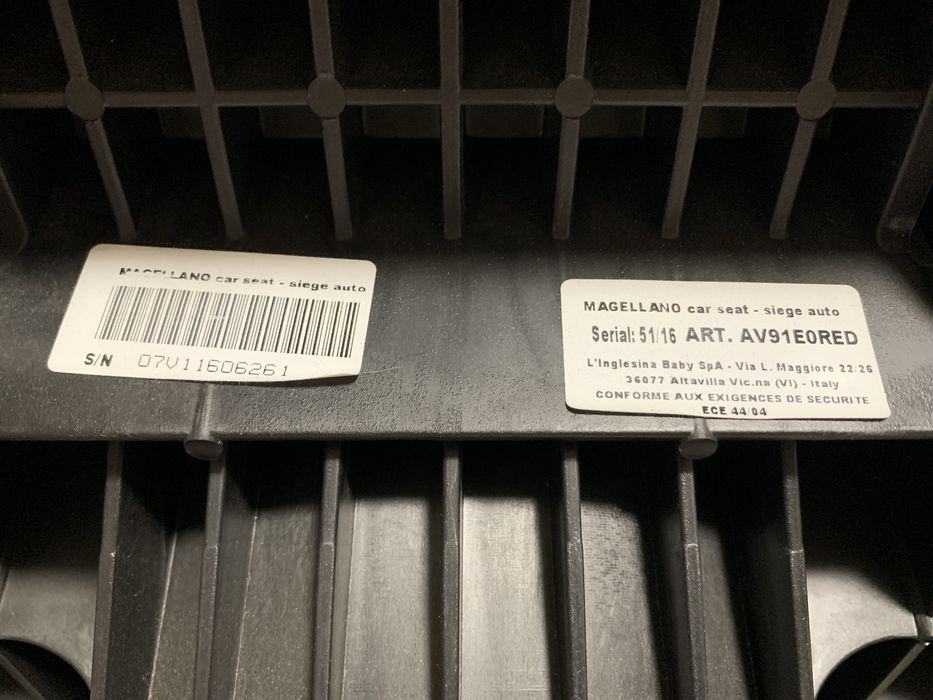 MAGELLANO car seat - siege auto
S/N 07V11606261
MAGELLANO car seat - siege auto
Serial: 51/16 ART. AV91E0RED
L'Inglesina Baby SpA - Via L. Maggiore 22/26
36077 Altavilla Vic.na (VI) - Italy
CONFORME AUX EXIGENCES DE SECURITE
ECE 44/04